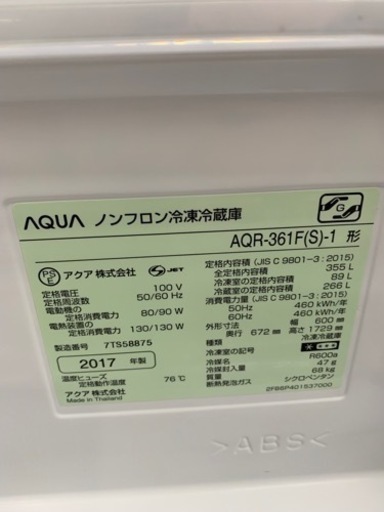 AQUA ノンフロン冷凍冷蔵庫
AQR-361F(S)-1 形
PS E アクア株式会社 JET
定格電圧 100 V
定格周波数 50/60 Hz
電動機の
定格消費電力 80/90 W
電熱装置の
定格消費電力 130/130 W
製造番号 7TS58875
2017 年製
温度ヒューズ
定格動作温度 76℃
アクア株式会社
Made in Thailand
定格内容積 (JIS C 9801-3:2015)
全定格内容積 355 L
冷凍室の定格内容積 89 L
冷蔵室の定格内容積 266 L
消費電力量 (JIS C 9801-3:2015)
50Hz 460 kWh/年
60Hz 460 kWh/年
外形寸法 幅 600 ㎜
奥行 672 ㎜ 高さ 1729 ㎜
種類 冷凍冷蔵庫
冷凍室の記号
冷媒名 R600a
冷媒封入量 47 g
質量 68 kg
断熱発泡ガス シクロペンタン
2F66P401537000
>ABS<
G